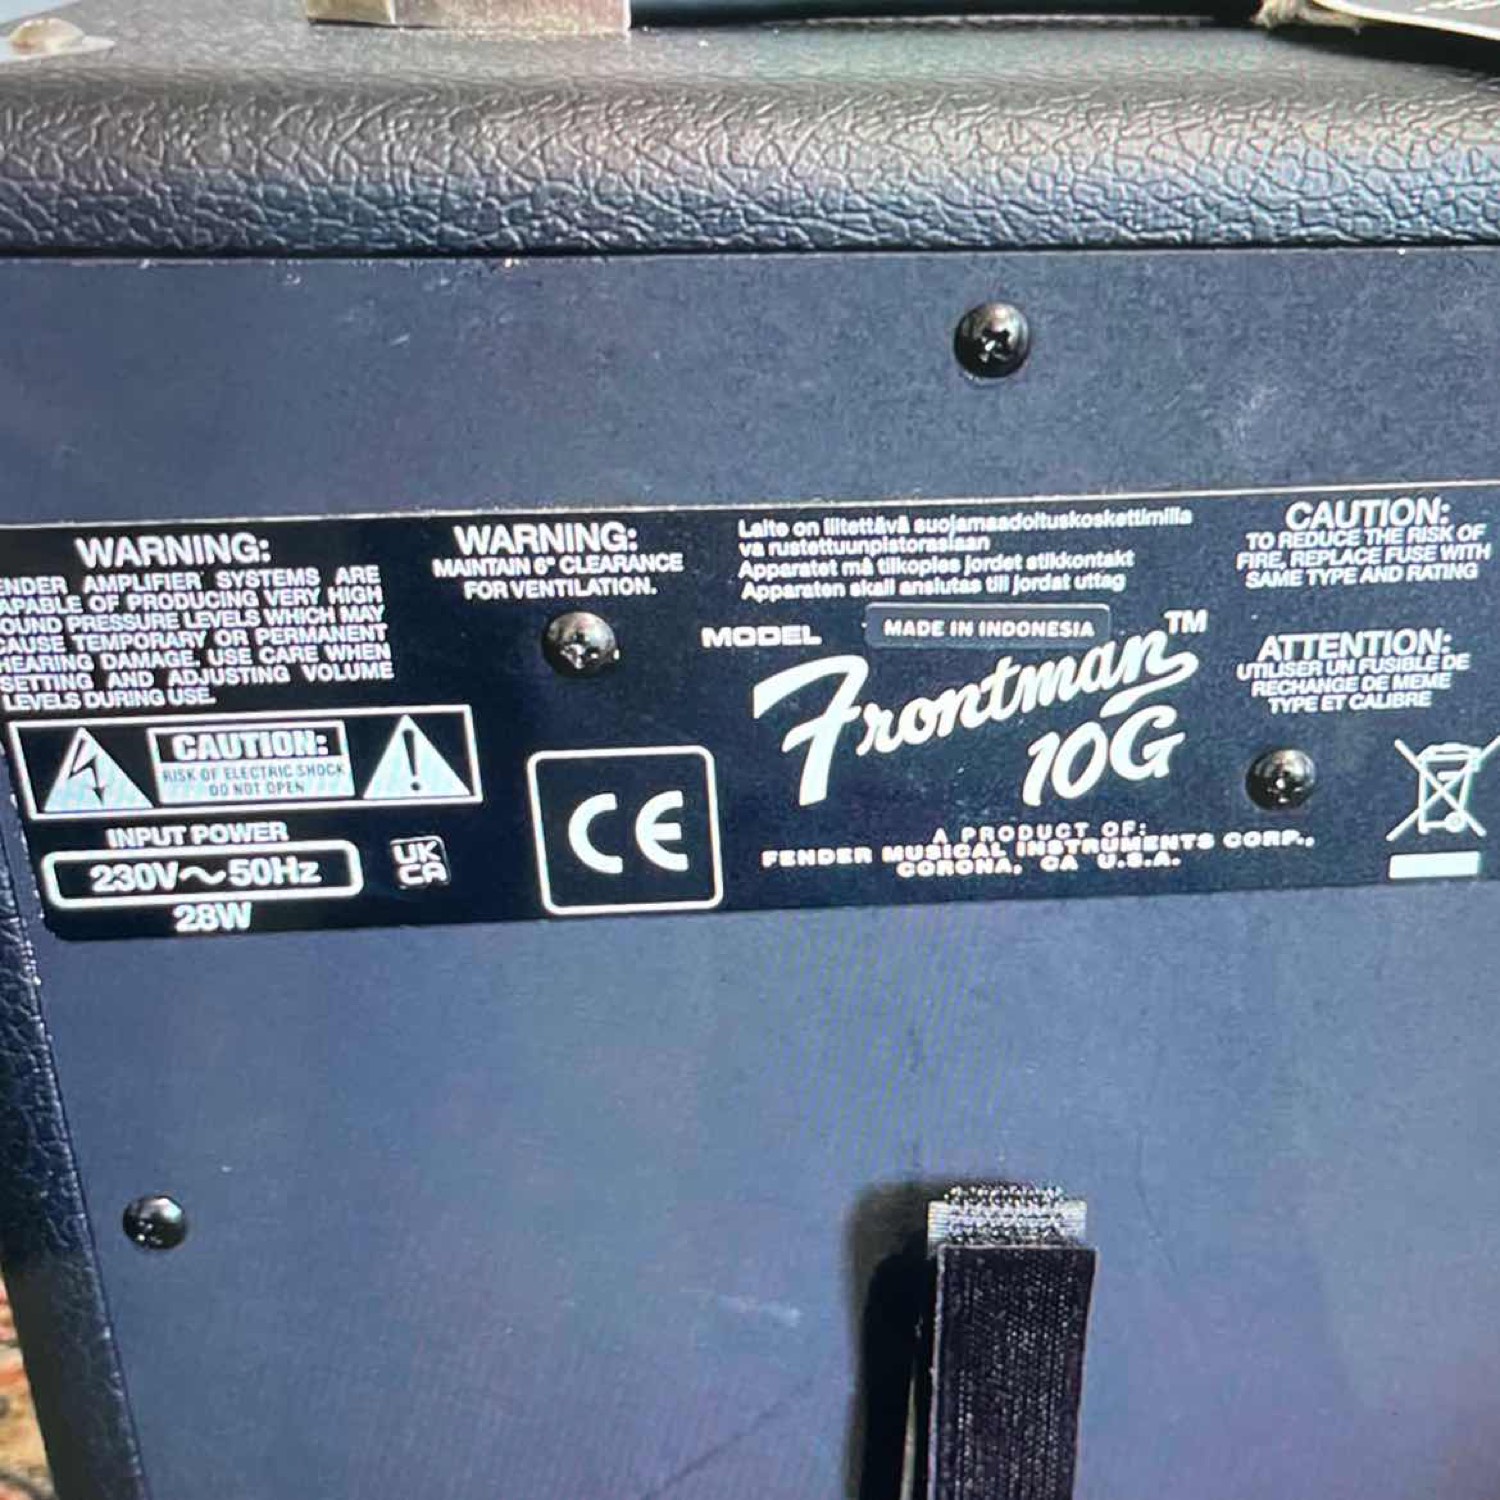 WARNING:
ENDER AMPLIFIER SYSTEMS ARE
APABLE OF PRODUCING VERY HIGH
OUND PRESSURE LEVELS WHICH MAY
CAUSE TEMPORARY OR PERMANENT
HEARING DAMAGE. USE CARE WHEN
SETTING AND ADJUSTING VOLUME
LEVELS DURING USE.
CAUTION:
RISK OF ELECTRIC SHOCK
DO NOT OPEN
INPUT POWER
230V~50Hz
28W
UK
CA
WARNING:
MAINTAIN 6" CLEARANCE
FOR VENTILATION.
CE
Laite on liitettävä suojamaadoituskoskettimilla
va rustettuunpistorasiaan
Apparatet må tilkoples jordet stikkontakt
Apparaten skall anslutas till jordat uttag
MADE IN INDONESIA
MODEL
Frontman™
10G
A PRODUCT OF:
FENDER MUSICAL INSTRUMENTS CORP.,
CORONA, CA U.S.A.
CAUTION:
TO REDUCE THE RISK OF
FIRE, REPLACE FUSE WITH
SAME TYPE AND RATING
ATTENTION:
UTILISER UN FUSIBLE DE
RECHANGE DE MEME
TYPE ET CALIBRE